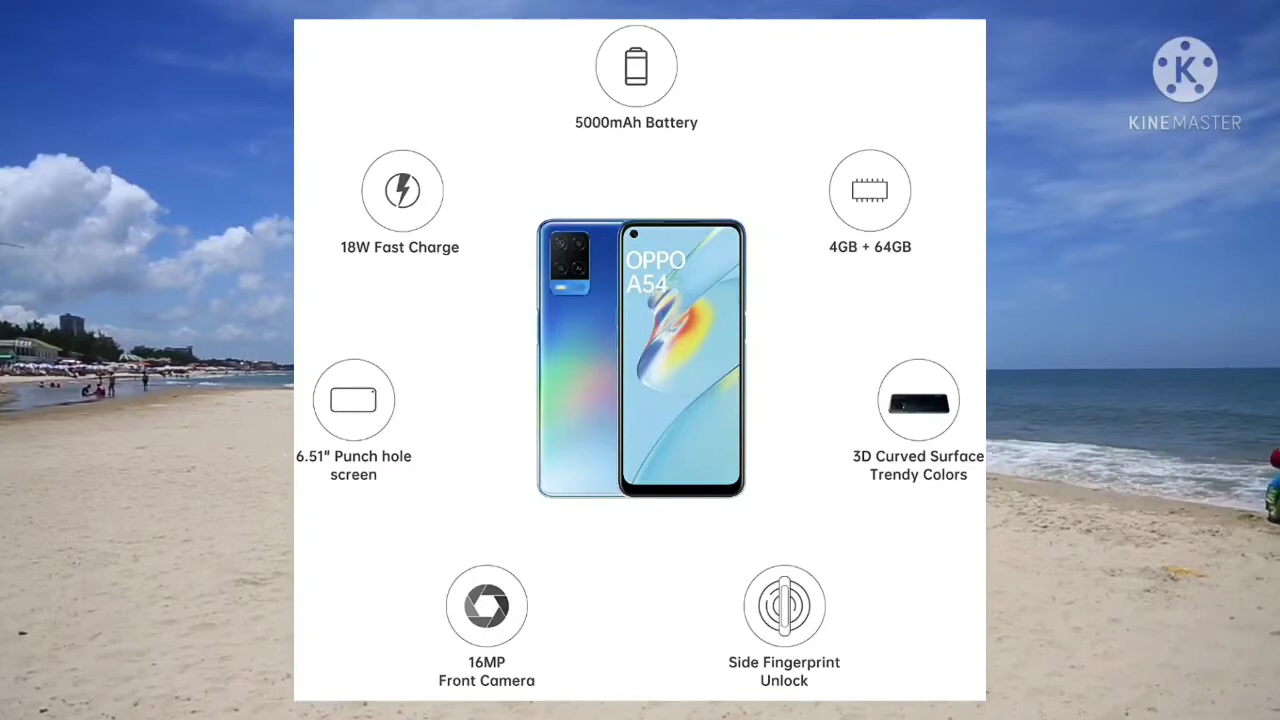 5000mAh Battery
KINEMASTER
18W Fast Charge
4GB + 64GB
OPPO
A54
6.51" Punch hole
screen
3D Curved Surface
Trendy Colors
16MP
Front Camera
Side Fingerprint
Unlock